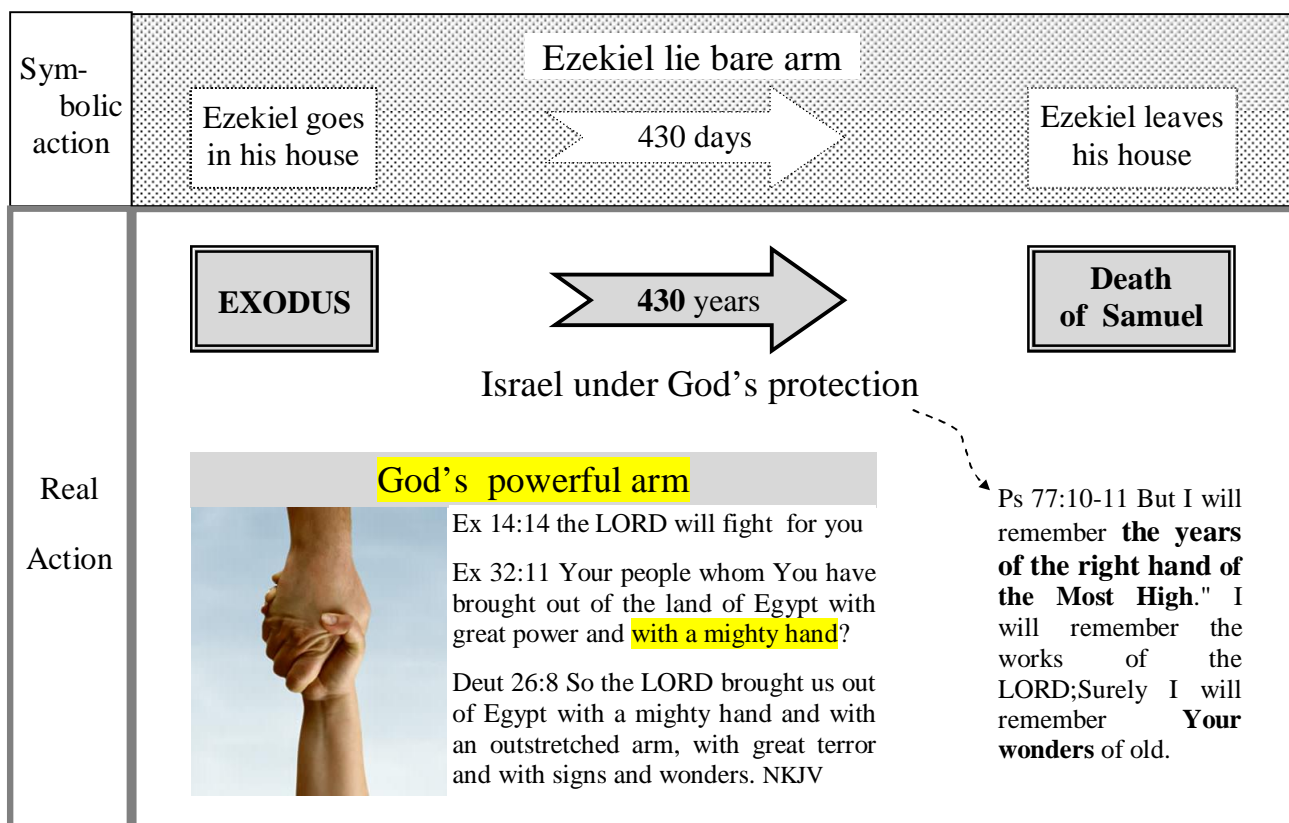 Sym-
bolic
action
Ezekiel lie bare arm
Ezekiel goes
in his house
430 days
Ezekiel leaves
his house
Real
Action
EXODUS
430 years
Death
of Samuel
Israel under God’s protection
God’s powerful arm
Ex 14:14 the LORD will fight for you
Ex 32:11 Your people whom You have
brought out of the land of Egypt with
great power and with a mighty hand?
Deut 26:8 So the LORD brought us out
of Egypt with a mighty hand and with
an outstretched arm, with great terror
and with signs and wonders. NKJV
Ps 77:10-11 But I will
remember the years
of the right hand of
the Most High." I
will remember the
works of the
LORD;Surely I will
remember Your
wonders of old.